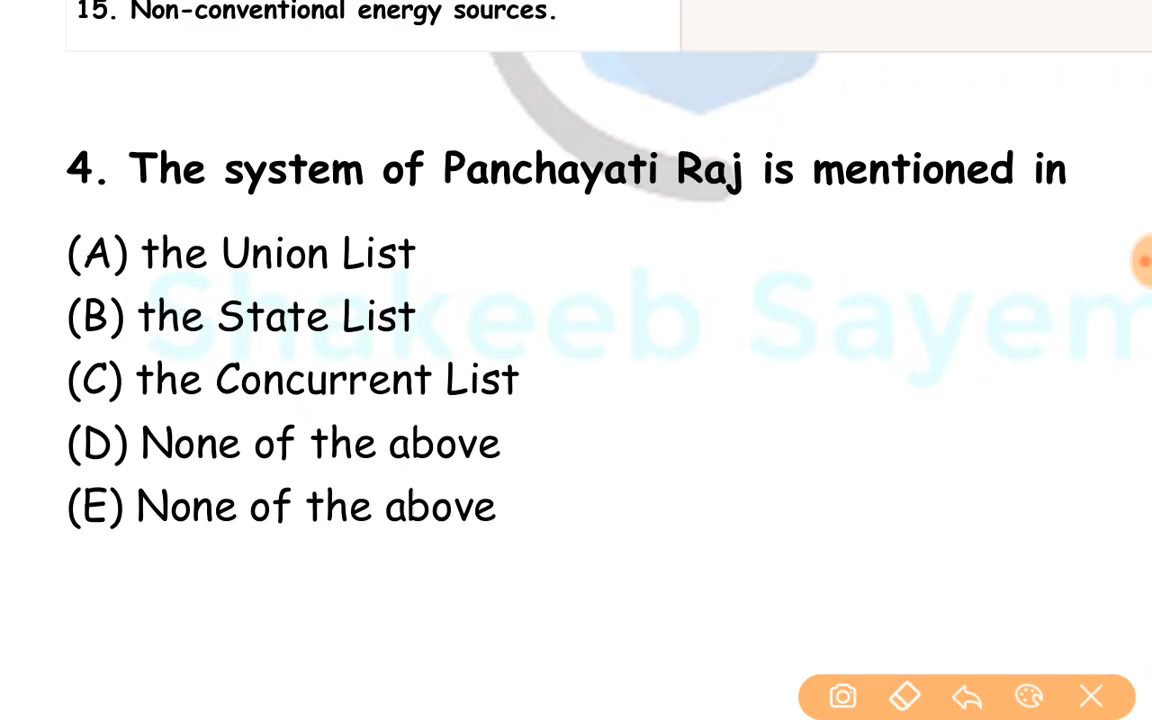 15. Non-conventional energy sources.
4. The system of Panchayati Raj is mentioned in
(A) the Union List
(B) the State List
Shakeeb Sayem
(C) the Concurrent List
(D) None of the above
(E) None of the above